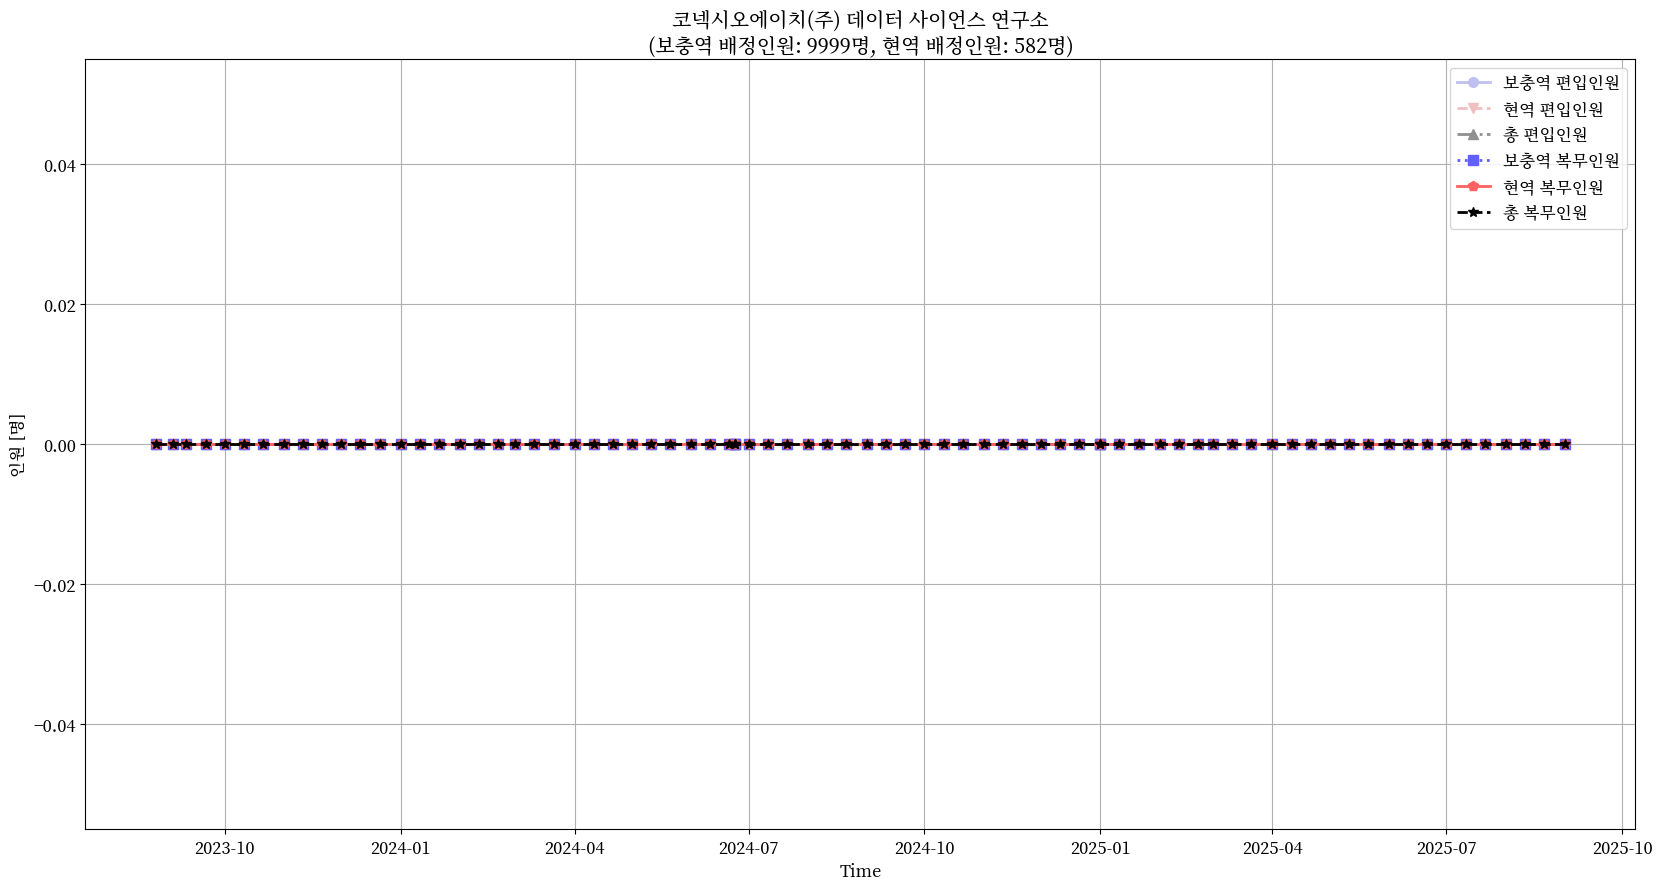 코넥시오에이치(주) 데이터 사이언스 연구소
(보충역 배정인원: 9999명, 현역 배정인원: 582명)
보충역 편입인원
현역 편입인원
총 편입인원
보충역 복무인원
현역 복무인원
총 복무인원
인원 [명]
0.04
0.02
0.00
−0.02
−0.04
2023-10
2024-01
2024-04
2024-07
2024-10
2025-01
2025-04
2025-07
2025-10
Time